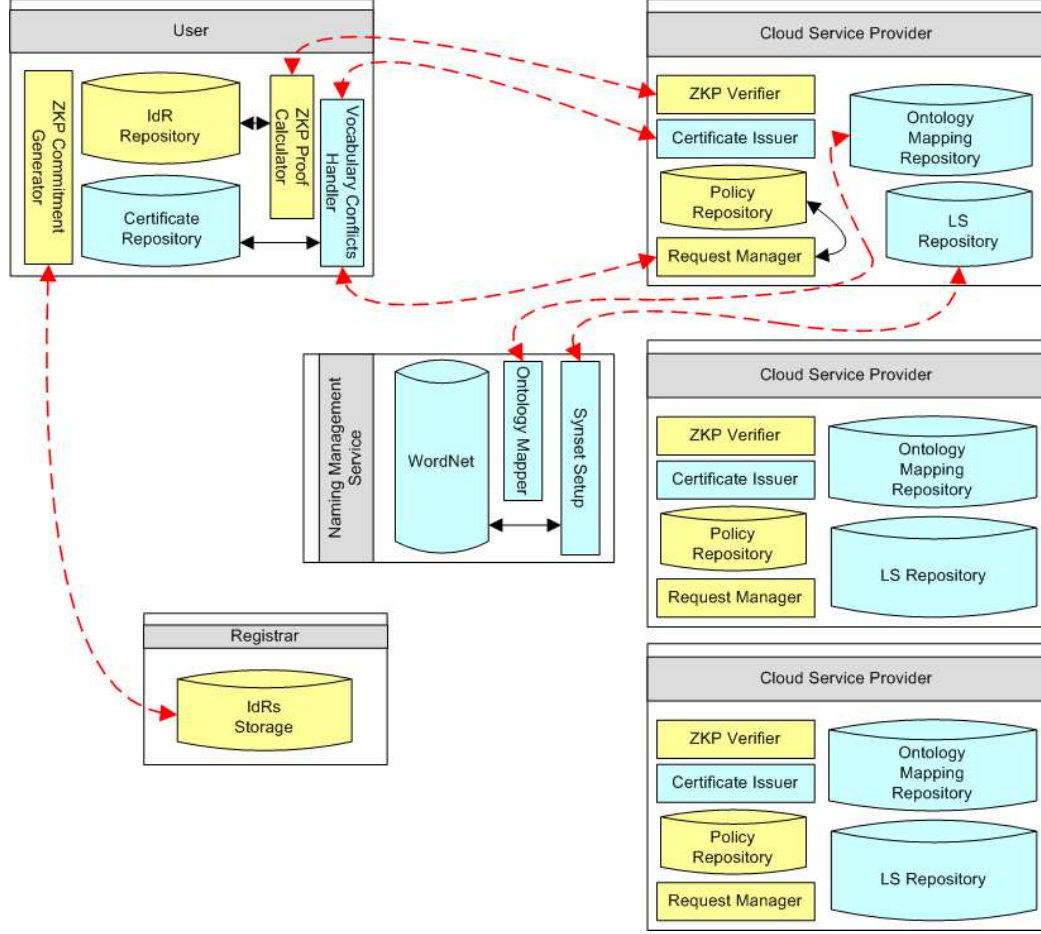 User
ZKP Commitment
Generator
IdR
Repository
Certificate
Repository
ZKP Proof
Calculator
Vocabulary Conflicts
Handler
Cloud Service Provider
ZKP Verifier
Certificate Issuer
Policy
Repository
Request Manager
Ontology
Mapping
Repository
LS
Repository
Naming Management
Service
WordNet
Ontology Mapper
Synset Setup
Cloud Service Provider
ZKP Verifier
Certificate Issuer
Policy
Repository
Request Manager
Ontology
Mapping
Repository
LS Repository
Registrar
IdRs
Storage
Cloud Service Provider
ZKP Verifier
Certificate Issuer
Policy
Repository
Request Manager
Ontology
Mapping
Repository
LS Repository